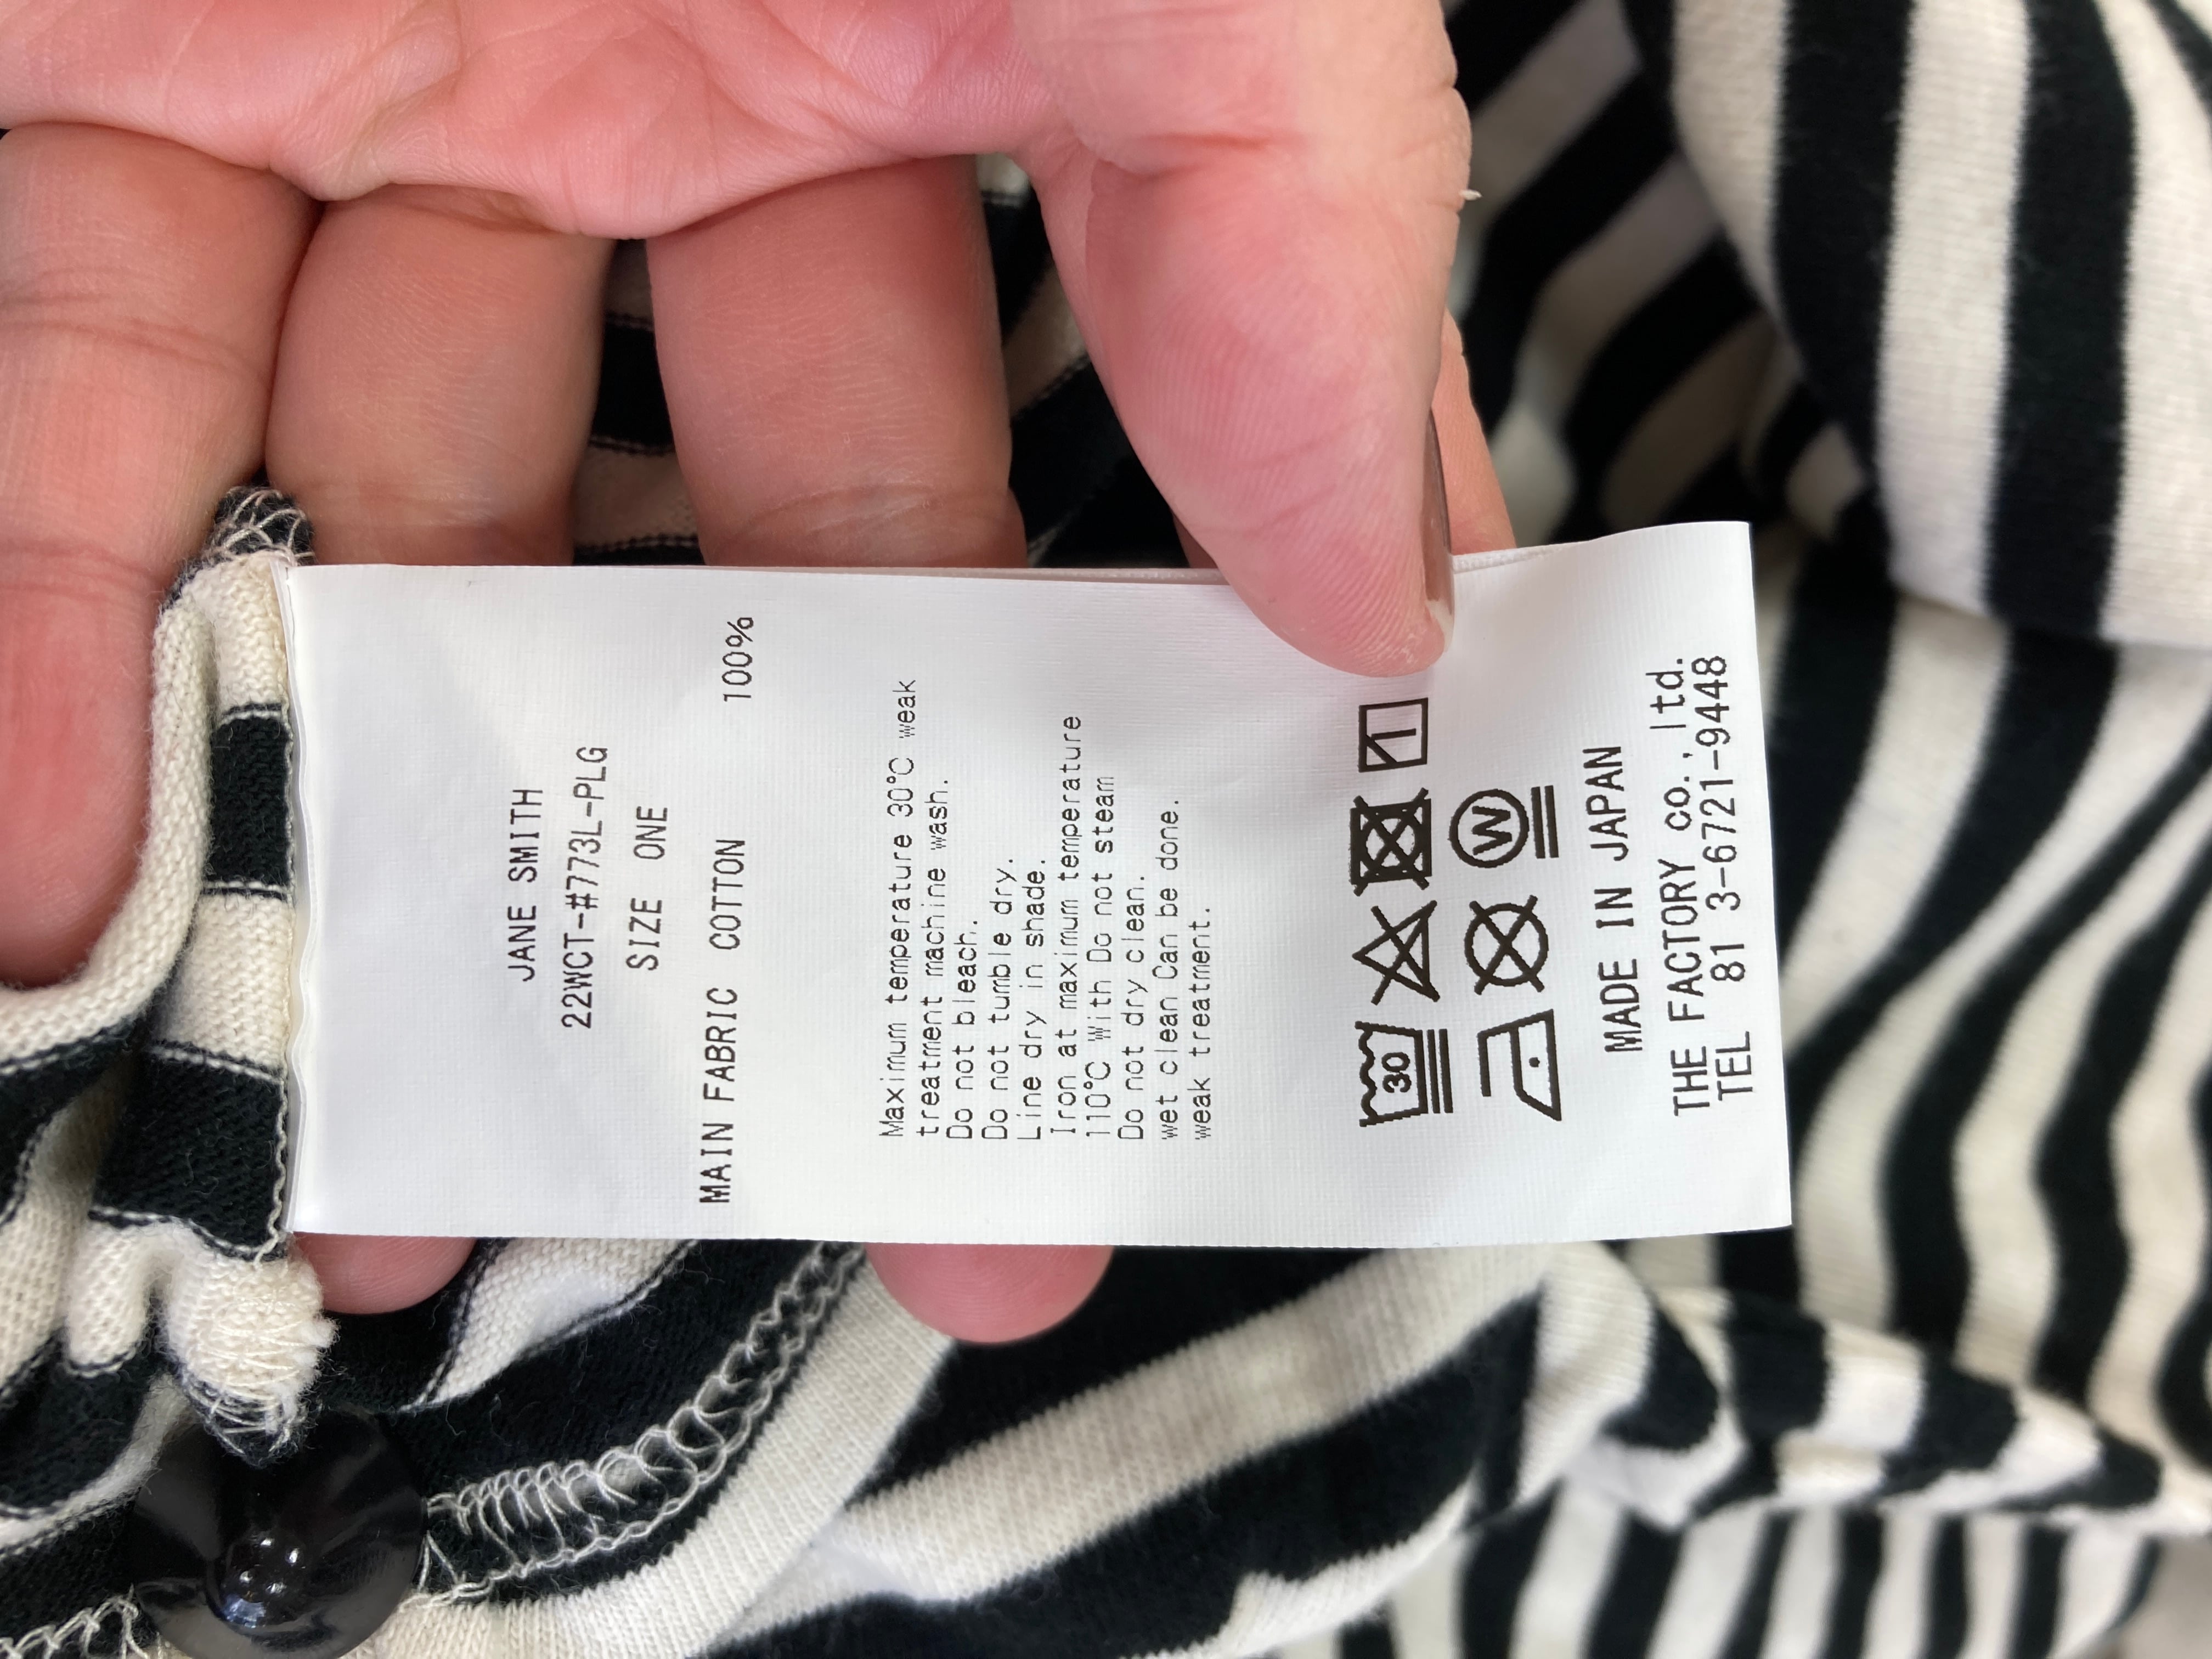 JANE SMITH
22WCT-#773L-PLG
SIZE ONE
MAIN FABRIC COTTON 100%
Maximum temperature 30℃ weak
treatment machine wash.
Do not bleach.
Do not tumble dry.
Line dry in shade.
Iron at maximum temperature
110℃ With Do not steam
Do not dry clean.
wet clean Can be done.
weak treatment.
30
W
MADE IN JAPAN
THE FACTORY co., ltd.
TEL 81 3-6721-9448